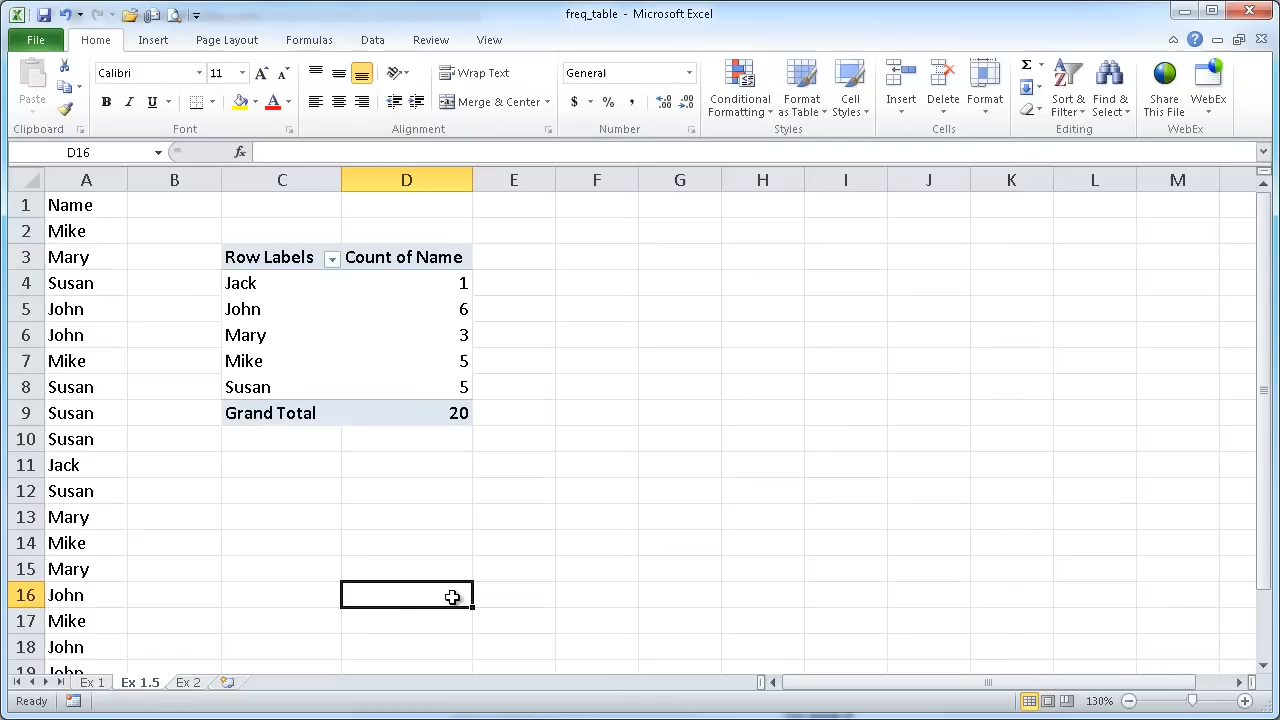 freq_table - Microsoft Excel
File Home Insert Page Layout Formulas Data Review View
Calibri 11 Wrap Text General
Paste B I U Merge & Center $ % , Conditional Formatting Format as Table Cell Styles Insert Delete Format Sort & Filter Find & Select Share This File WebEx
Clipboard Font Alignment Number Styles Cells Editing WebEx
D16 fx
A B C D E F G H I J K L M
1 Name
2 Mike
3 Mary Row Labels Count of Name
4 Susan Jack 1
5 John John 6
6 John Mary 3
7 Mike Mike 5
8 Susan Susan 5
9 Susan Grand Total 20
10 Susan
11 Jack
12 Susan
13 Mary
14 Mike
15 Mary
16 John
17 Mike
18 John
19 John
Ex 1 Ex 1.5 Ex 2
Ready 130%